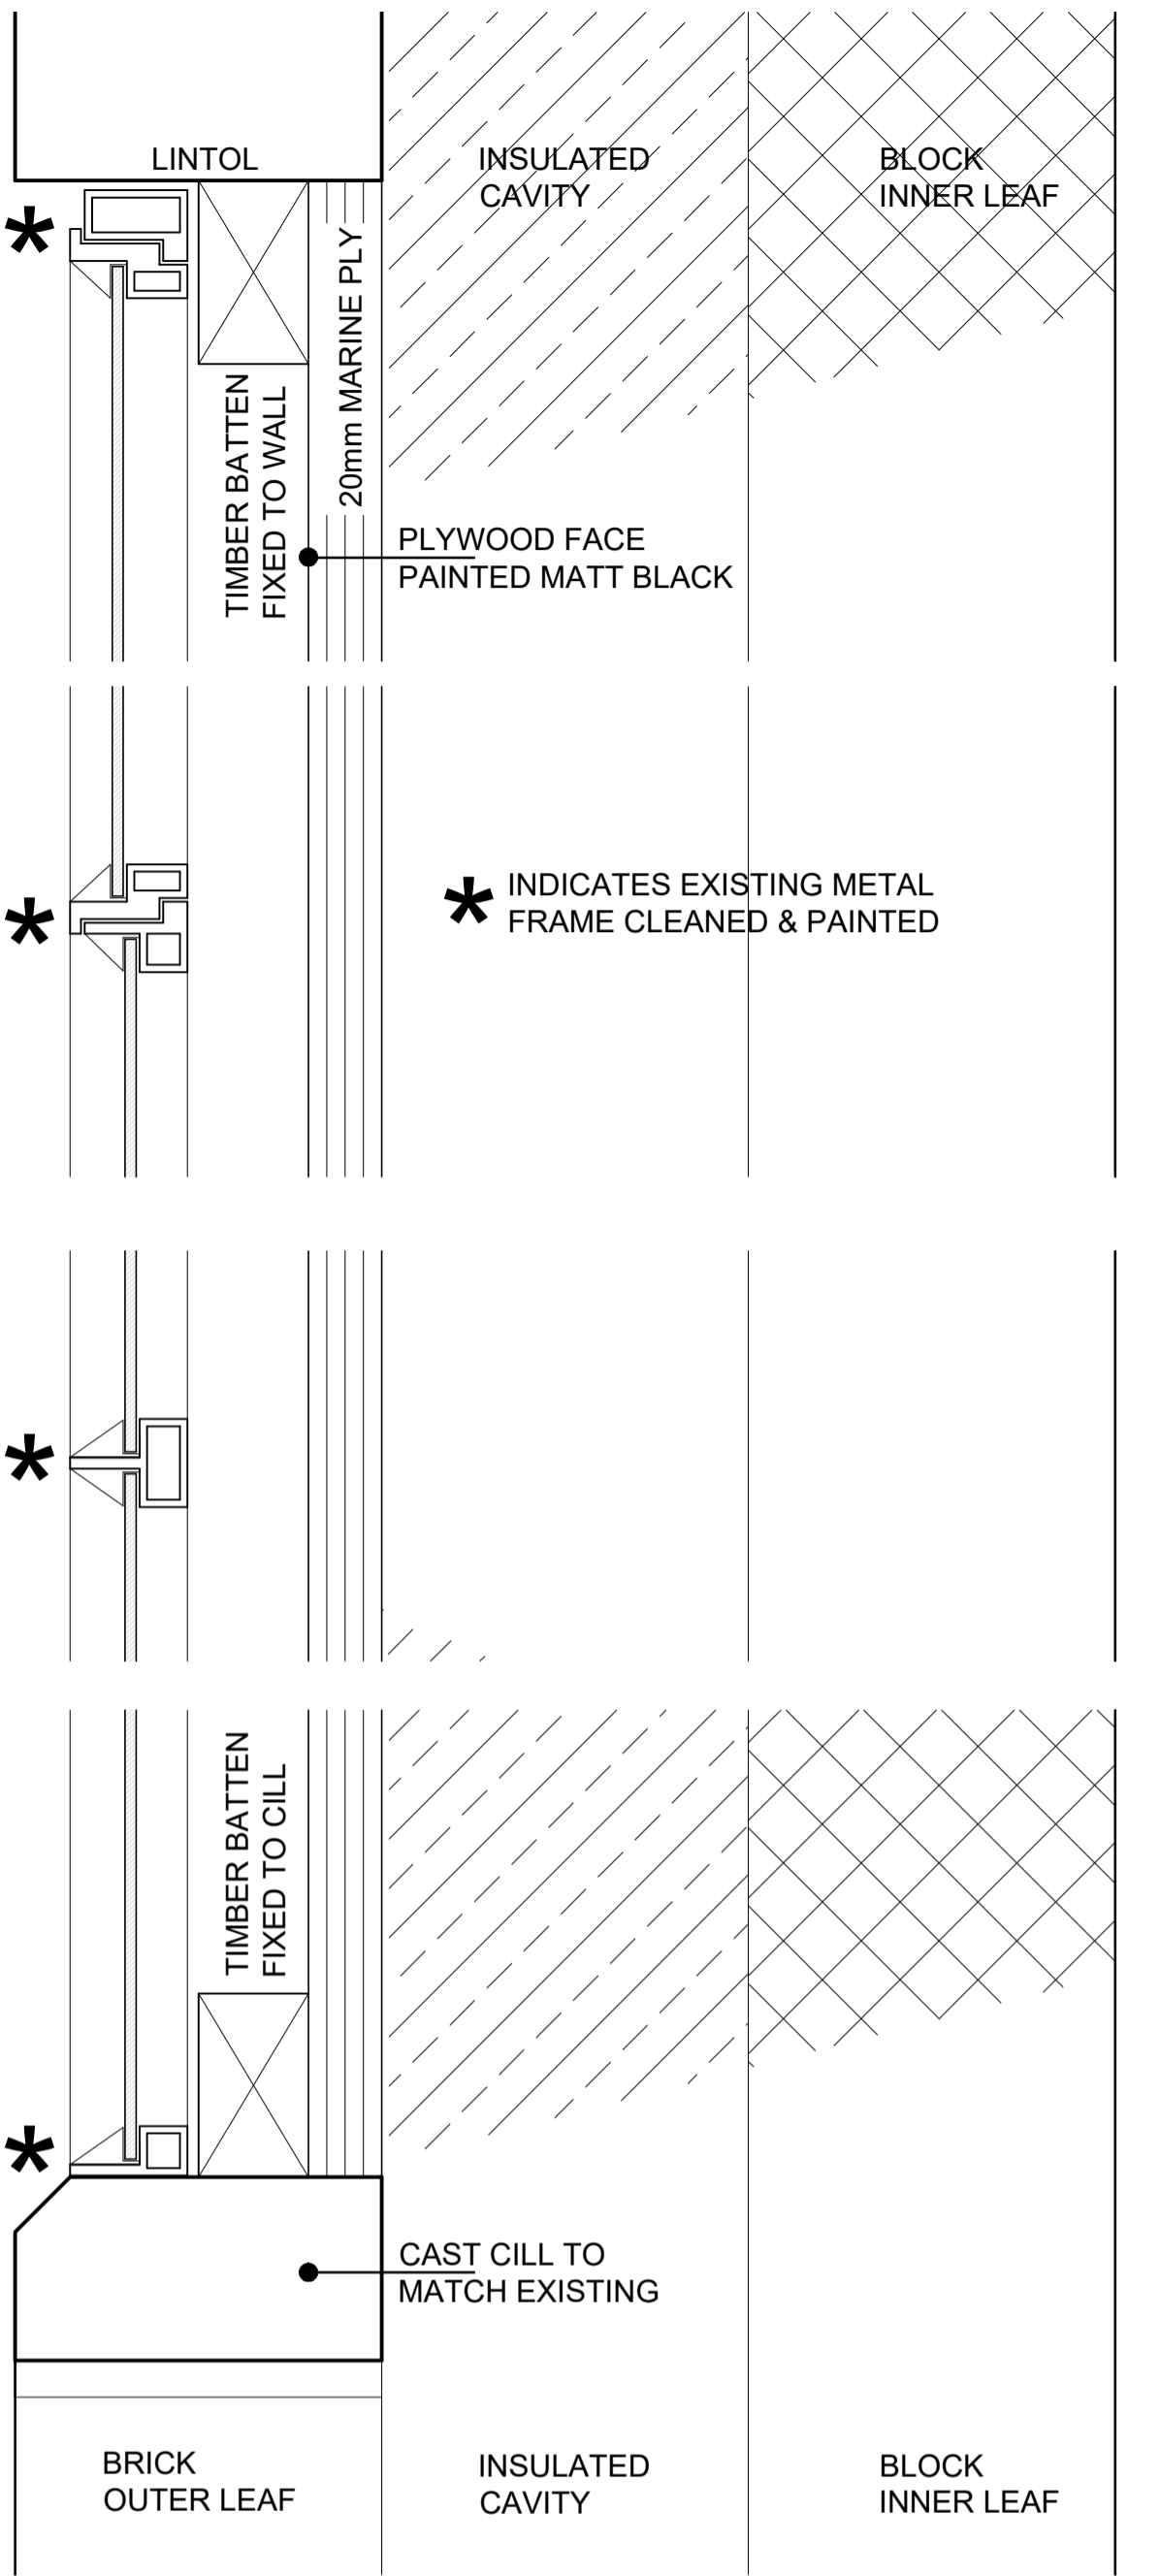 LINTOL
INSULATED
CAVITY
BLOCK
INNER LEAF
*
20mm MARINE PLY
TIMBER BATTEN
FIXED TO WALL
PLYWOOD FACE
PAINTED MATT BLACK
*
* INDICATES EXISTING METAL
FRAME CLEANED & PAINTED
*
TIMBER BATTEN
FIXED TO CILL
*
CAST CILL TO
MATCH EXISTING
BRICK
OUTER LEAF
INSULATED
CAVITY
BLOCK
INNER LEAF